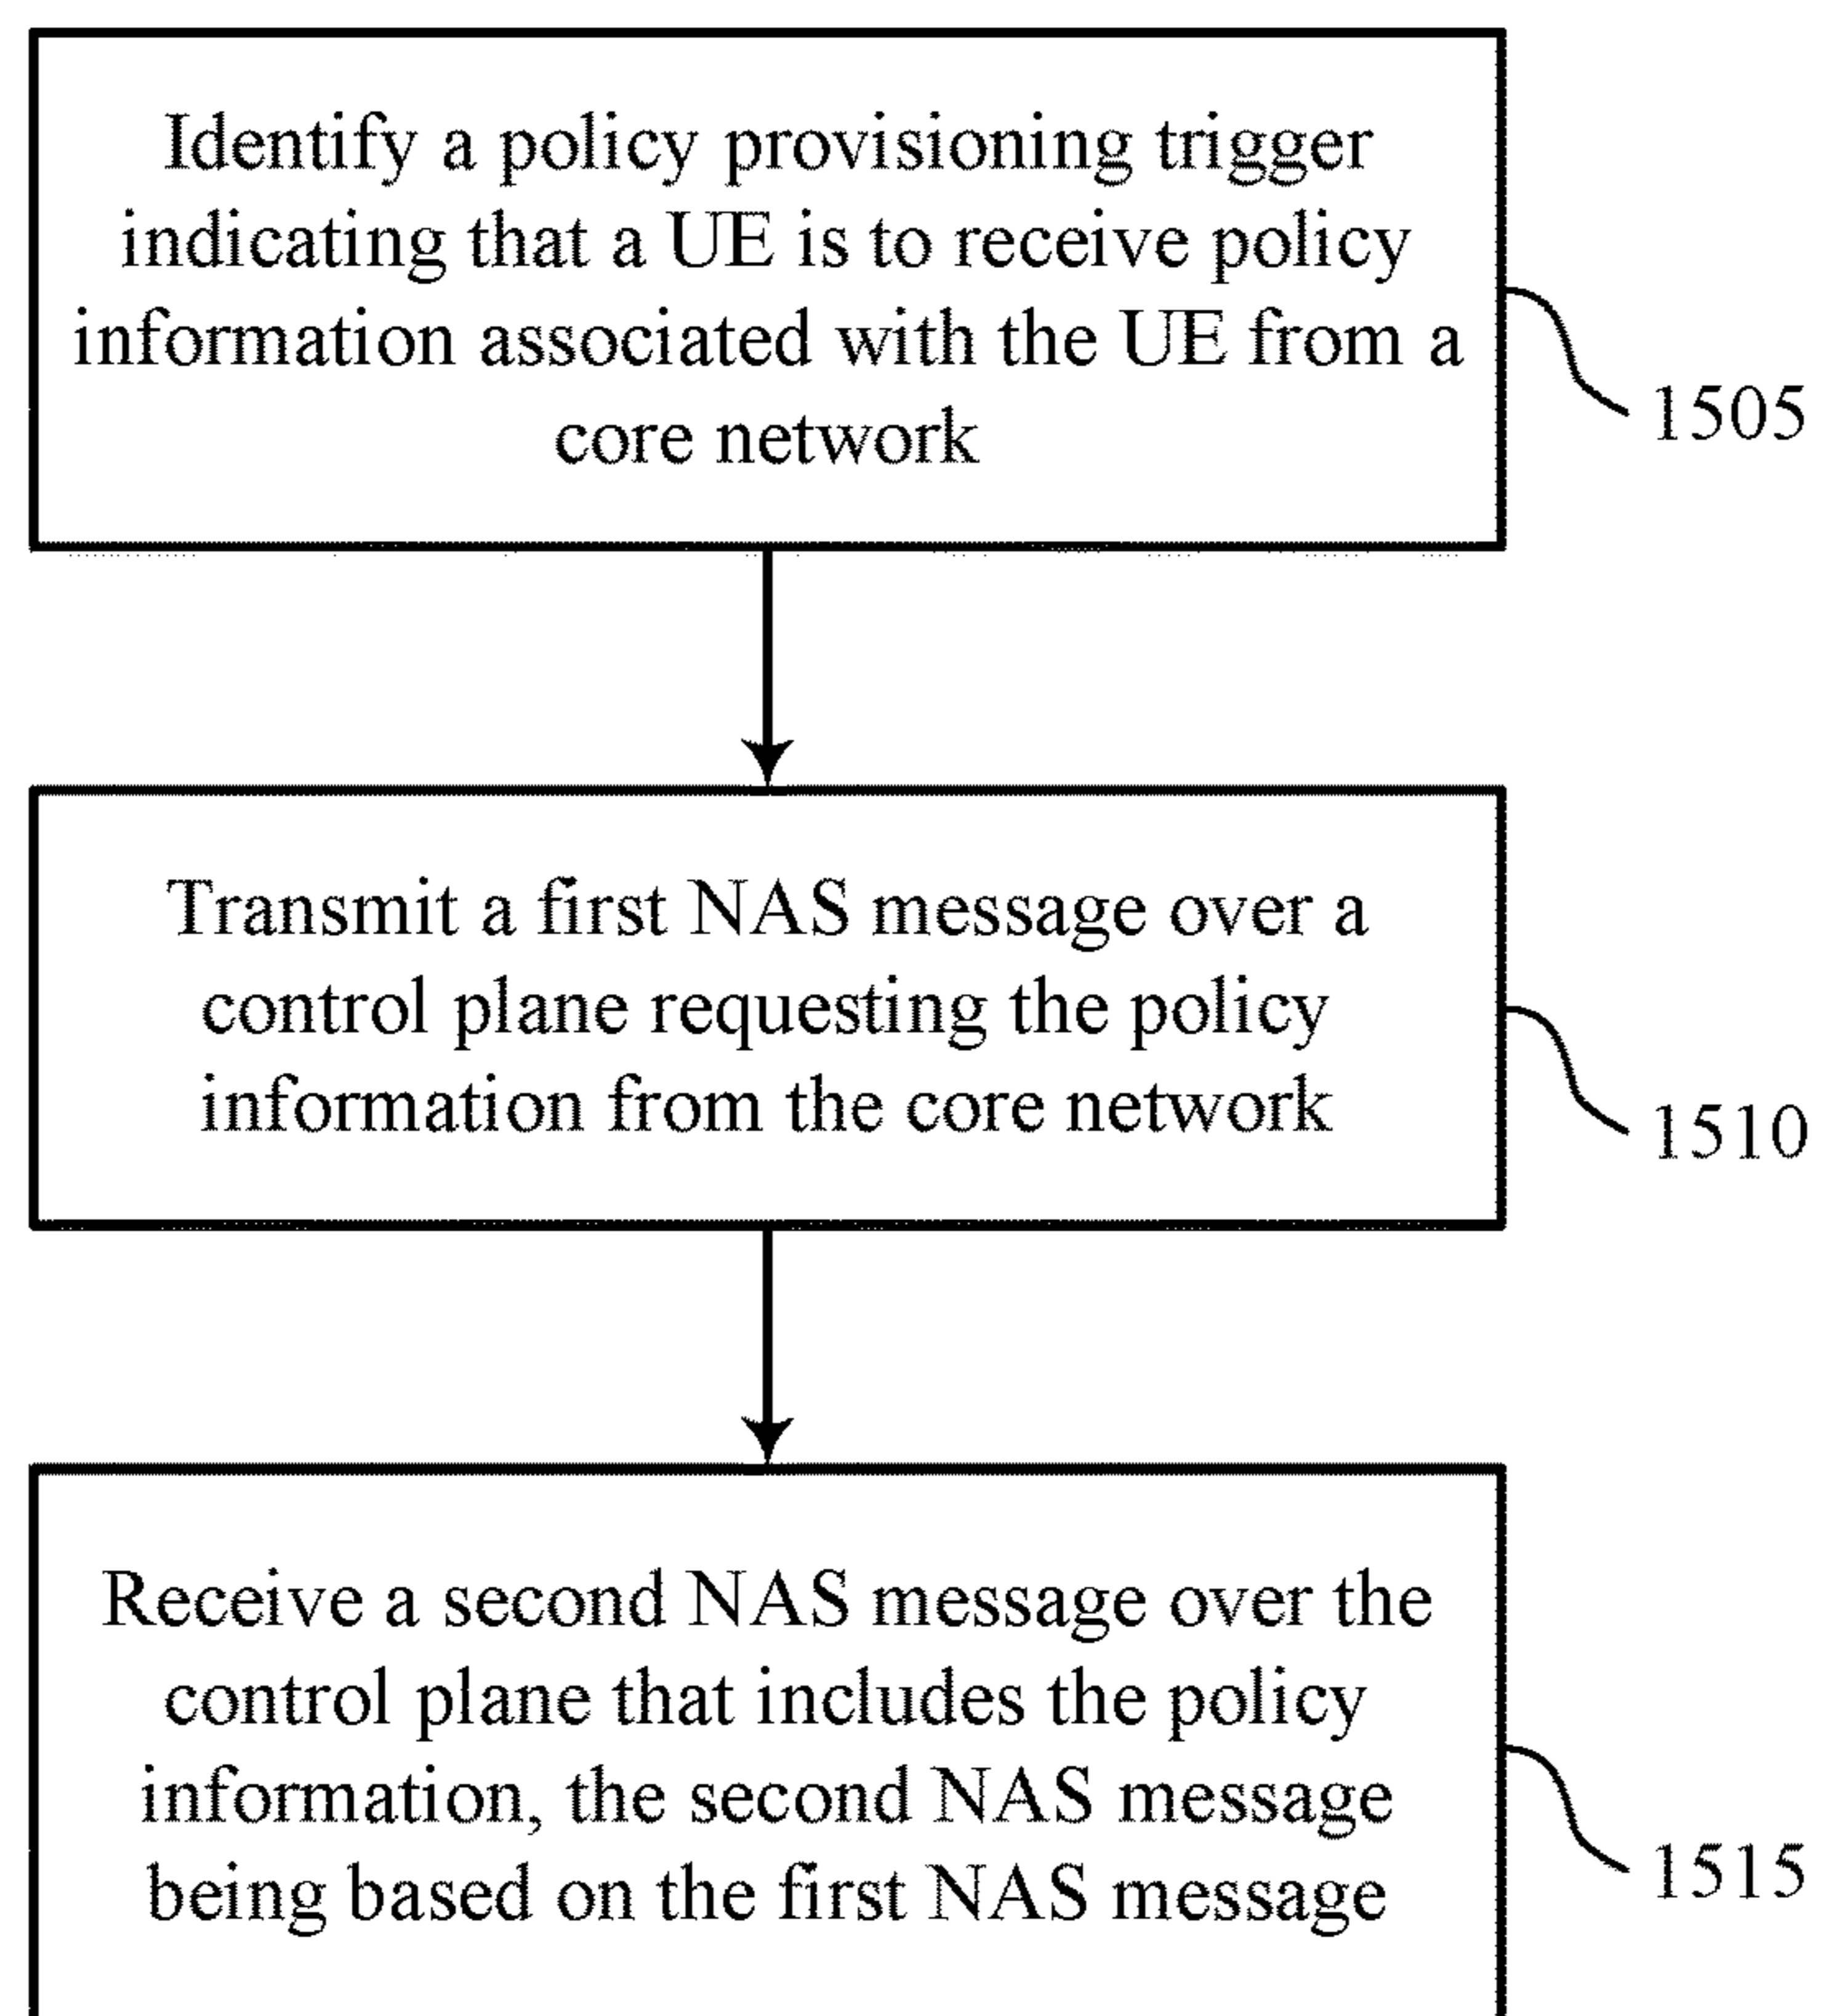 Identify a policy provisioning trigger
indicating that a UE is to receive policy
information associated with the UE from a
core network
1505
Transmit a first NAS message over a
control plane requesting the policy
information from the core network
1510
Receive a second NAS message over the
control plane that includes the policy
information, the second NAS message
being based on the first NAS message
1515